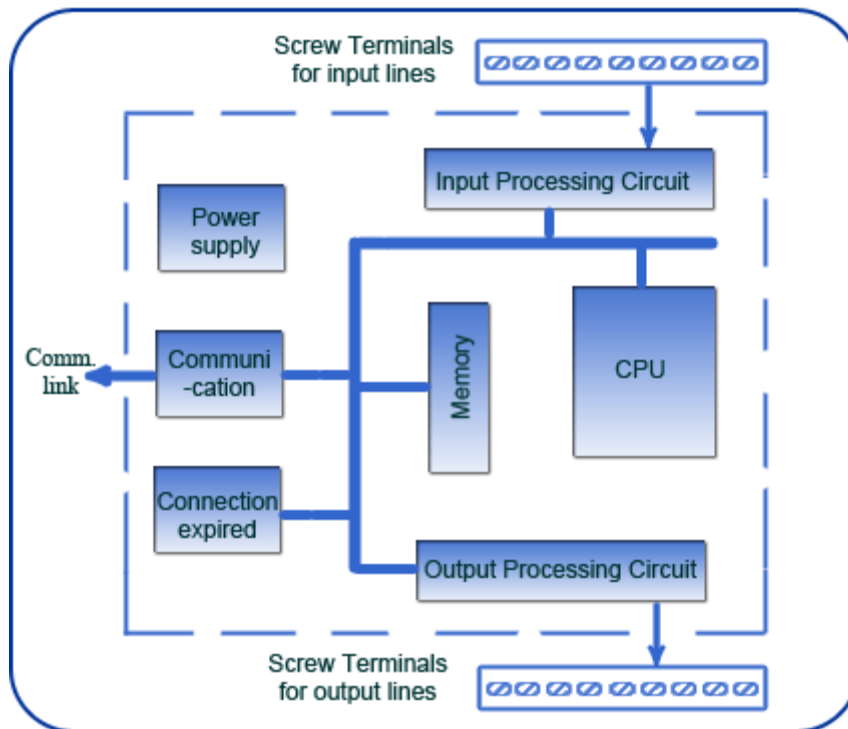 Screw Terminals
for input lines
Input Processing Circuit
Power
supply
Comm.
link
Communi
-cation
Memory
CPU
Connection
expired
Output Processing Circuit
Screw Terminals
for output lines